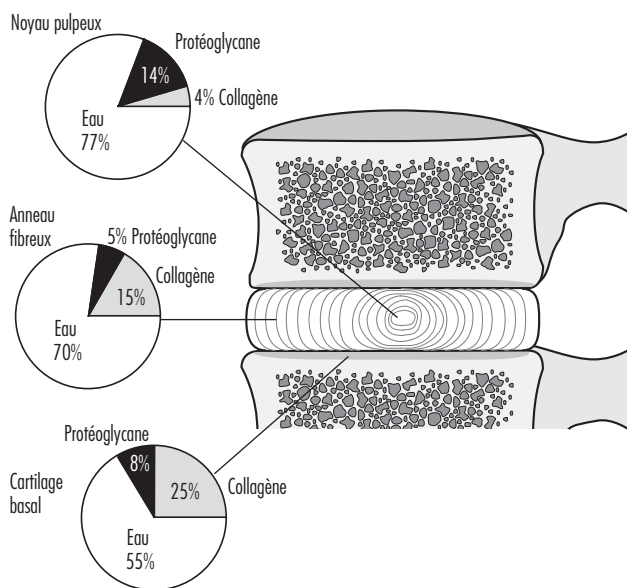 Noyau pulpeux
Protéoglycane
14%
4% Collagène
Eau
77%
Anneau
fibreux
5% Protéoglycane
Collagène
15%
Eau
70%
Protéoglycane
8%
25%
Collagène
Cartilage
basal
Eau
55%